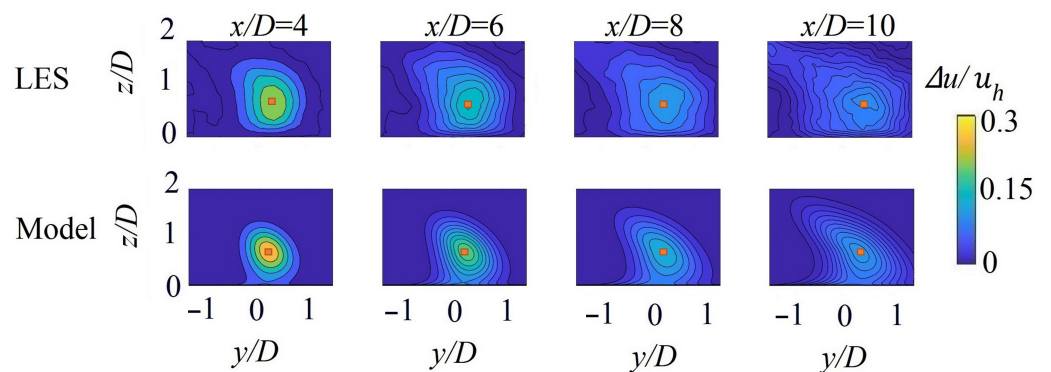 x/D=4 x/D=6 x/D=8 x/D=10
LES
z/D
2
1
0
Δu/u_h
0.3
0.15
0
Model
z/D
2
1
0
−1 0 1 −1 0 1 −1 0 1 −1 0 1
y/D y/D y/D y/D